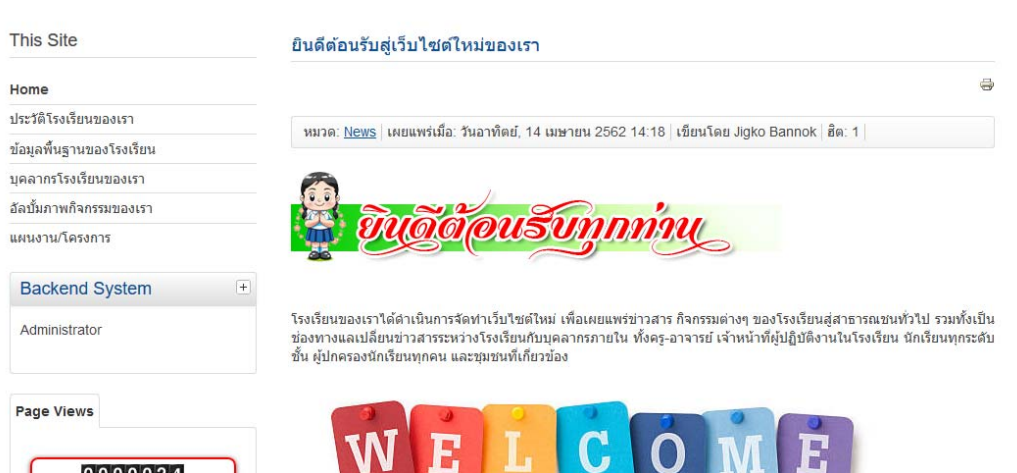 This Site
Home
ประวัติโรงเรียนของเรา
ข้อมูลพื้นฐานของโรงเรียน
บุคลากรโรงเรียนของเรา
อัลบั้มภาพกิจกรรมของเรา
แผนงาน/โครงการ
Backend System
Administrator
Page Views
0000034
ยินดีต้อนรับสู่เว็บไซต์ใหม่ของเรา
หมวด: News เผยแพร่เมื่อ: วันอาทิตย์, 14 เมษายน 2562 14:18 เขียนโดย Jigko Bannok ฮิต: 1
ยินดีต้อนรับทุกท่าน
โรงเรียนของเราได้ดำเนินการจัดทำเว็บไซต์ใหม่ เพื่อเผยแพร่ข่าวสาร กิจกรรมต่างๆ ของโรงเรียนสู่สาธารณชนทั่วไป รวมทั้งเป็น
ช่องทางแลเปลี่ยนข่าวสารระหว่างโรงเรียนกับบุคลากรภายใน ทั้งครู-อาจารย์ เจ้าหน้าที่ผู้ปฏิบัติงานในโรงเรียน นักเรียนทุกระดับ
ชั้น ผู้ปกครองนักเรียนทุกคน และชุมชนที่เกี่ยวข้อง
WELCOME